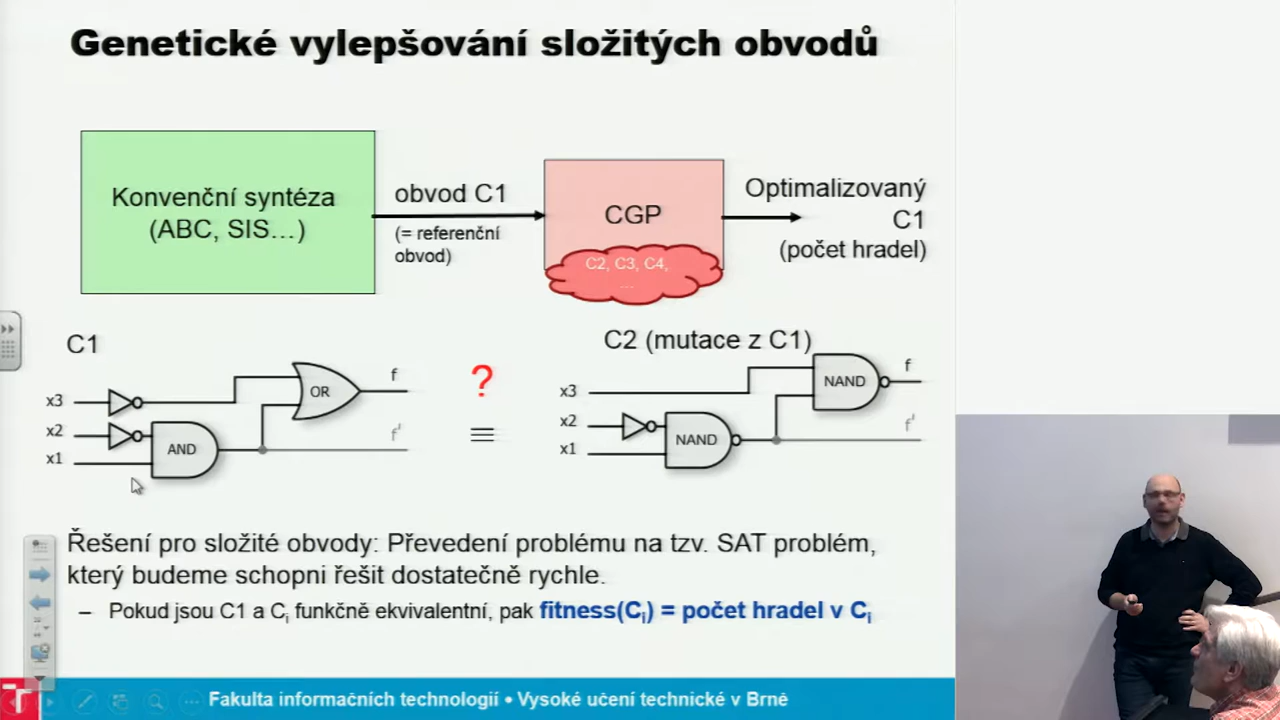 Genetické vylepšování složitých obvodů
Konvenční syntéza
(ABC, SIS…)
obvod C1
(= referenční
obvod)
CGP
C2, C3, C4,
…
Optimalizovaný
C1
(počet hradel)
C1
x3
x2
x1
AND
OR
f
f'
?
≡
C2 (mutace z C1)
x3
x2
x1
NAND
NAND
f
f'
Řešení pro složité obvody: Převedení problému na tzv. SAT problém,
který budeme schopni řešit dostatečně rychle.
– Pokud jsou C1 a Ci funkčně ekvivalentní, pak fitness(Ci) = počet hradel v Ci
Fakulta informačních technologií • Vysoké učení technické v Brně